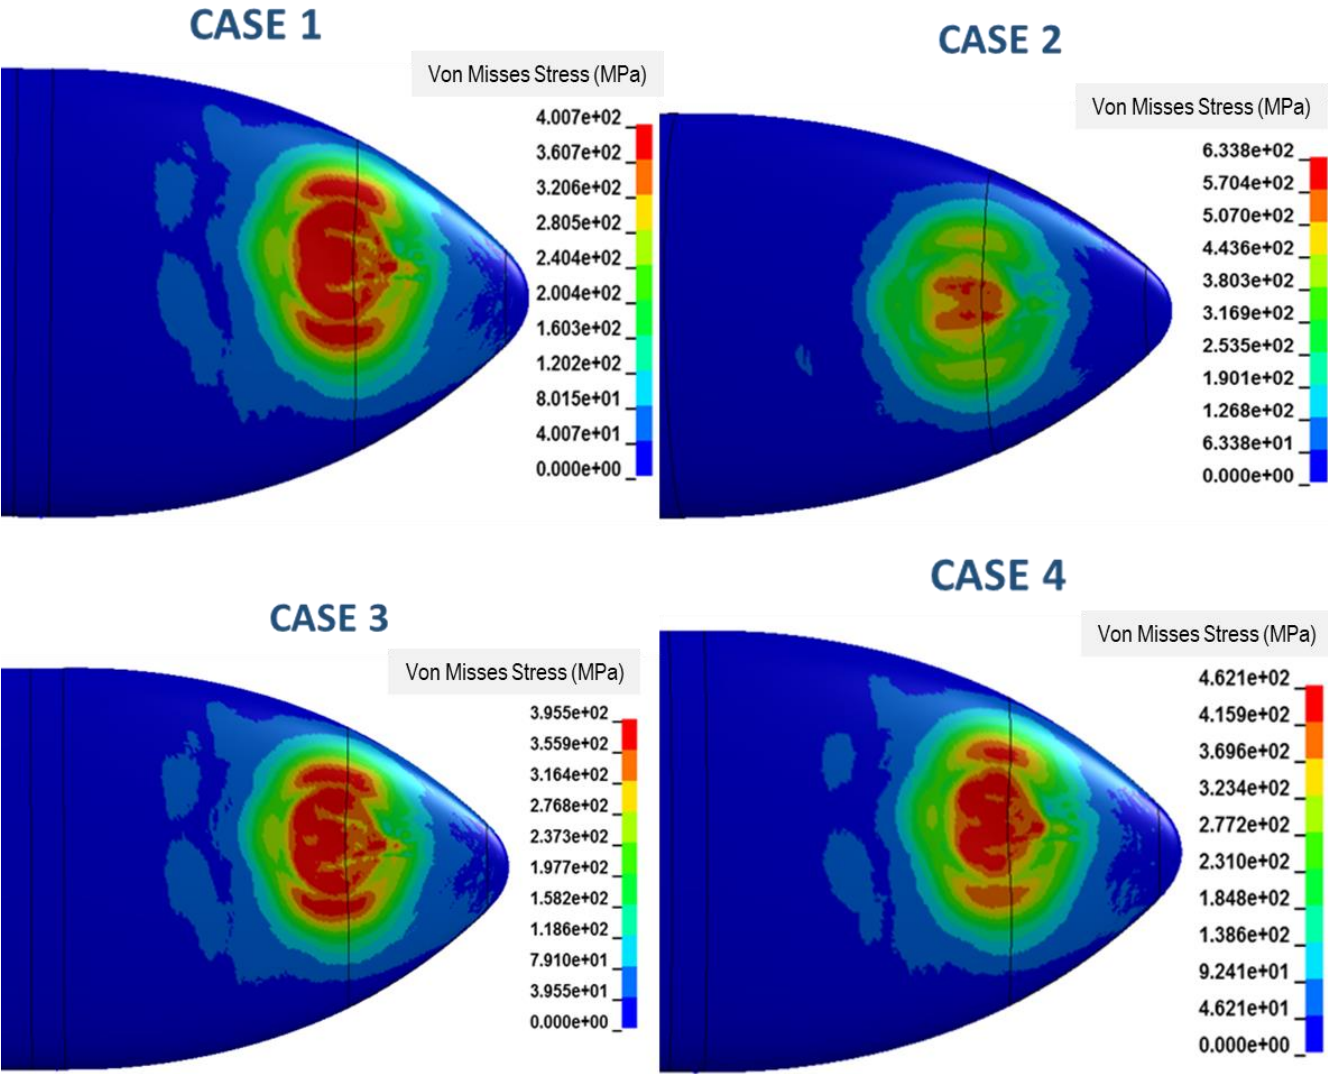 CASE 1
Von Misses Stress (MPa)
4.007e+02
3.607e+02
3.206e+02
2.805e+02
2.404e+02
2.004e+02
1.603e+02
1.202e+02
8.015e+01
4.007e+01
0.000e+00
CASE 2
Von Misses Stress (MPa)
6.338e+02
5.704e+02
5.070e+02
4.436e+02
3.803e+02
3.169e+02
2.535e+02
1.901e+02
1.268e+02
6.338e+01
0.000e+00
CASE 3
Von Misses Stress (MPa)
3.955e+02
3.559e+02
3.164e+02
2.768e+02
2.373e+02
1.977e+02
1.582e+02
1.186e+02
7.910e+01
3.955e+01
0.000e+00
CASE 4
Von Misses Stress (MPa)
4.621e+02
4.159e+02
3.696e+02
3.234e+02
2.772e+02
2.310e+02
1.848e+02
1.386e+02
9.241e+01
4.621e+01
0.000e+00